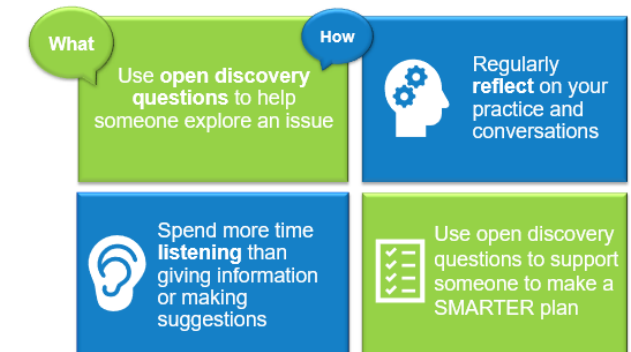 What
How
Use open discovery
questions to help
someone explore an issue
Regularly
reflect on your
practice and
conversations
Spend more time
listening than
giving information
or making
suggestions
Use open discovery
questions to support
someone to make a
SMARTER plan